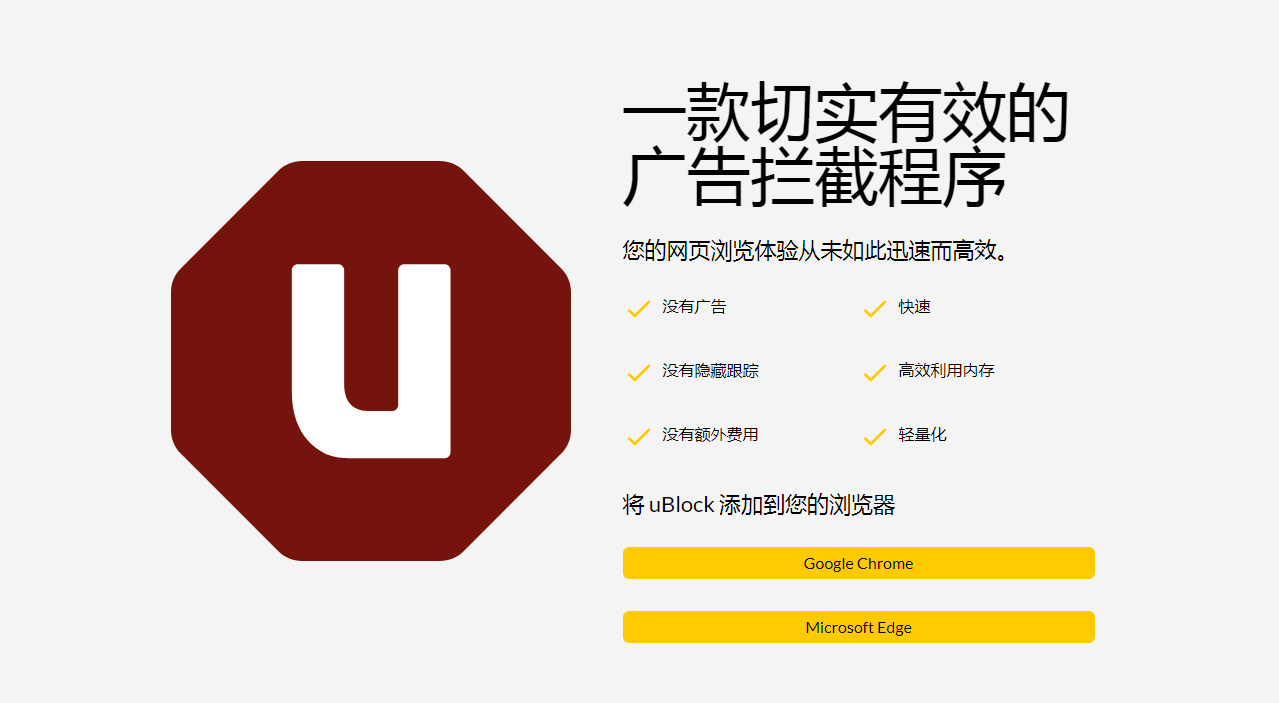 u
一款切实有效的
广告拦截程序
您的网页浏览体验从未如此迅速而高效。
没有广告
快速
没有隐藏跟踪
高效利用内存
没有额外费用
轻量化
将 uBlock 添加到您的浏览器
Google Chrome
Microsoft Edge